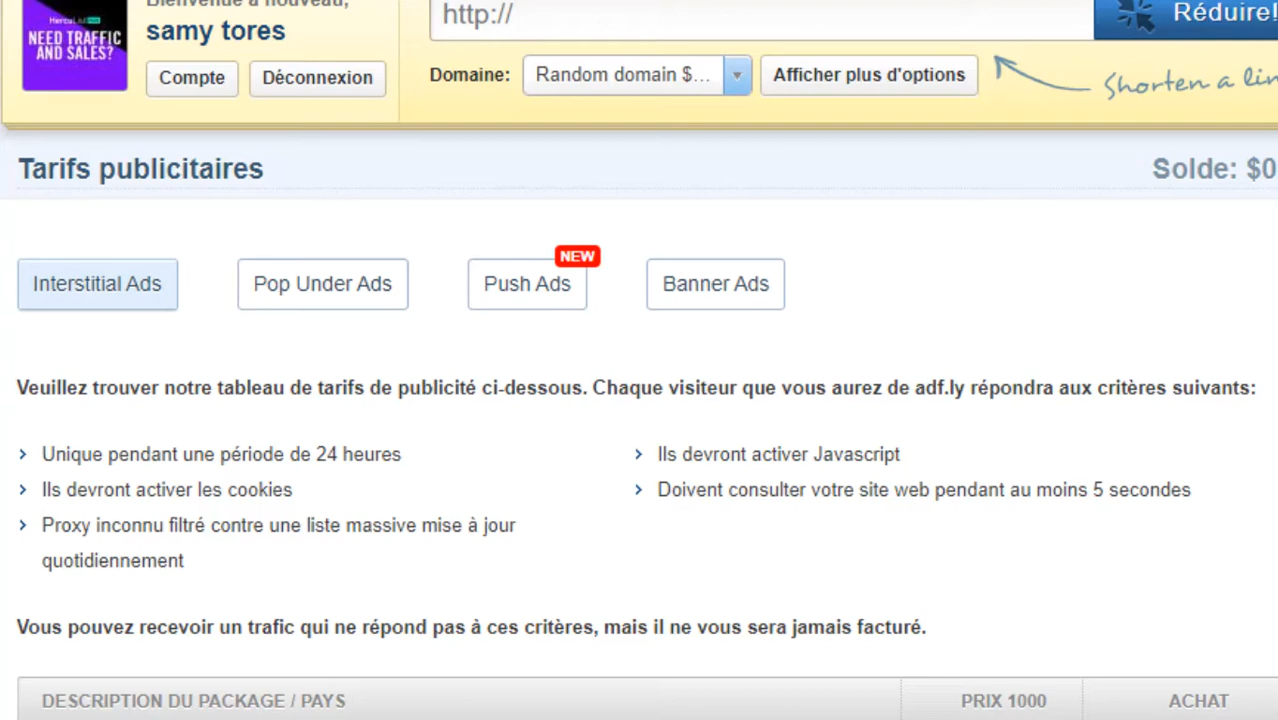 Bienvenue à nouveau,
samy tores
HercuList
NEED TRAFFIC
AND SALES?
Compte
Déconnexion
http://
Réduire!
Domaine:
Random domain $...
Afficher plus d'options
Shorten a lin
Tarifs publicitaires
Solde: $0
NEW
Interstitial Ads
Pop Under Ads
Push Ads
Banner Ads
Veuillez trouver notre tableau de tarifs de publicité ci-dessous. Chaque visiteur que vous aurez de adf.ly répondra aux critères suivants:
Unique pendant une période de 24 heures
Ils devront activer les cookies
Proxy inconnu filtré contre une liste massive mise à jour
quotidiennement
Ils devront activer Javascript
Doivent consulter votre site web pendant au moins 5 secondes
Vous pouvez recevoir un trafic qui ne répond pas à ces critères, mais il ne vous sera jamais facturé.
DESCRIPTION DU PACKAGE / PAYS
PRIX 1000
ACHAT